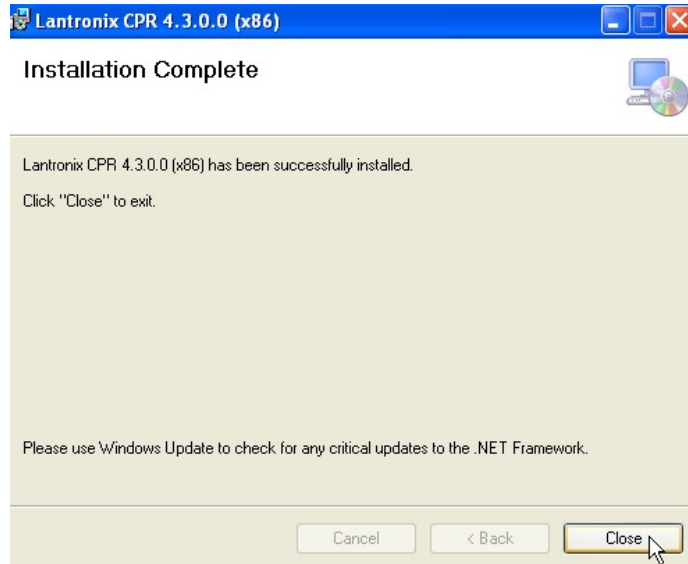 Lantronix CPR 4.3.0.0 (x86)
Installation Complete
Lantronix CPR 4.3.0.0 (x86) has been successfully installed.
Click "Close" to exit.
Please use Windows Update to check for any critical updates to the .NET Framework.
Cancel
< Back
Close